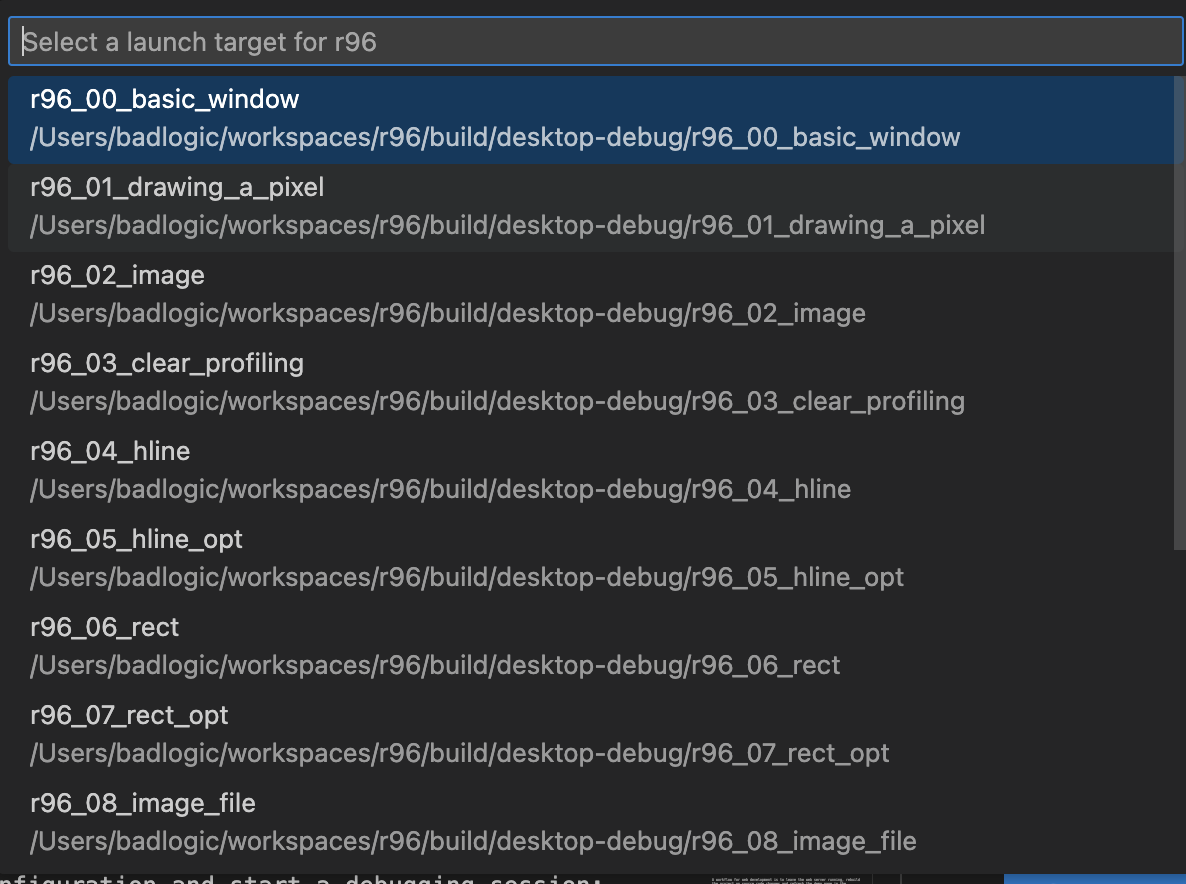 Select a launch target for r96
r96_00_basic_window
/Users/badlogic/workspaces/r96/build/desktop-debug/r96_00_basic_window
r96_01_drawing_a_pixel
/Users/badlogic/workspaces/r96/build/desktop-debug/r96_01_drawing_a_pixel
r96_02_image
/Users/badlogic/workspaces/r96/build/desktop-debug/r96_02_image
r96_03_clear_profiling
/Users/badlogic/workspaces/r96/build/desktop-debug/r96_03_clear_profiling
r96_04_hline
/Users/badlogic/workspaces/r96/build/desktop-debug/r96_04_hline
r96_05_hline_opt
/Users/badlogic/workspaces/r96/build/desktop-debug/r96_05_hline_opt
r96_06_rect
/Users/badlogic/workspaces/r96/build/desktop-debug/r96_06_rect
r96_07_rect_opt
/Users/badlogic/workspaces/r96/build/desktop-debug/r96_07_rect_opt
r96_08_image_file
/Users/badlogic/workspaces/r96/build/desktop-debug/r96_08_image_file
nfiguration and start a debugging session: